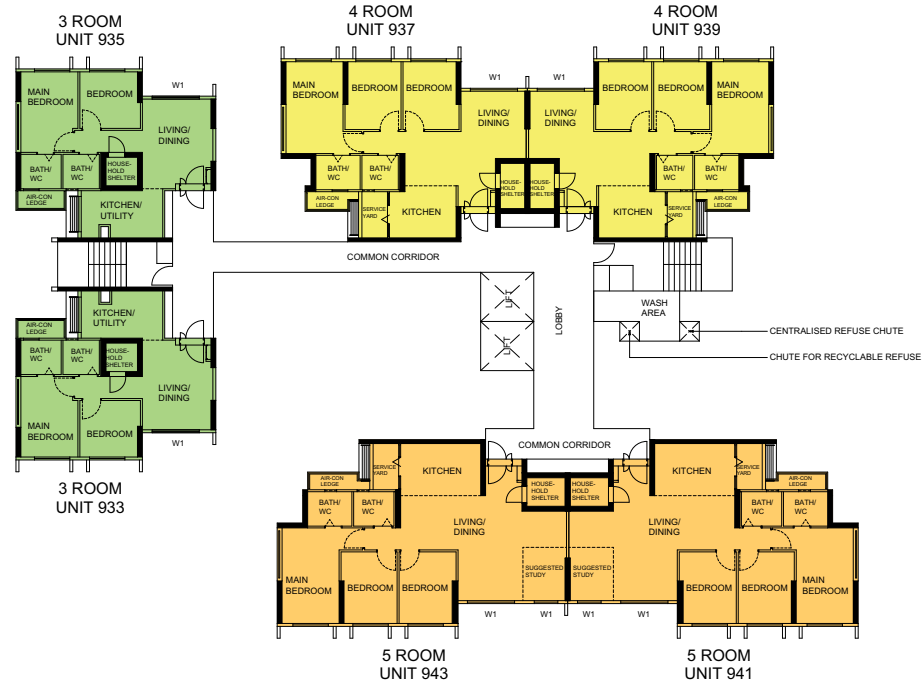 3 ROOM
UNIT 935
4 ROOM
UNIT 937
4 ROOM
UNIT 939
MAIN
BEDROOM
BEDROOM
W1
LIVING/
DINING
BATH/
WC
BATH/
WC
HOUSE-
HOLD
SHELTER
AIR-CON
LEDGE
KITCHEN/
UTILITY
MAIN
BEDROOM
BEDROOM
BEDROOM
W1
LIVING/
DINING
BATH/
WC
BATH/
WC
AIR-CON
LEDGE
SERVICE
YARD
KITCHEN
HOUSE-
HOLD
SHELTER
W1
LIVING/
DINING
BEDROOM
BEDROOM
MAIN
BEDROOM
HOUSE-
HOLD
SHELTER
BATH/
WC
BATH/
WC
KITCHEN
SERVICE
YARD
AIR-CON
LEDGE
COMMON CORRIDOR
LIFT
LIFT
LOBBY
WASH
AREA
CENTRALISED REFUSE CHUTE
CHUTE FOR RECYCLABLE REFUSE
KITCHEN/
UTILITY
AIR-CON
LEDGE
BATH/
WC
BATH/
WC
HOUSE-
HOLD
SHELTER
LIVING/
DINING
MAIN
BEDROOM
BEDROOM
W1
3 ROOM
UNIT 933
COMMON CORRIDOR
SERVICE
YARD
KITCHEN
AIR-CON
LEDGE
BATH/
WC
BATH/
WC
HOUSE-
HOLD
SHELTER
LIVING/
DINING
MAIN
BEDROOM
BEDROOM
BEDROOM
SUGGESTED
STUDY
W1
W1
HOUSE-
HOLD
SHELTER
KITCHEN
SERVICE
YARD
AIR-CON
LEDGE
BATH/
WC
BATH/
WC
LIVING/
DINING
SUGGESTED
STUDY
BEDROOM
BEDROOM
MAIN
BEDROOM
W1
W1
5 ROOM
UNIT 943
5 ROOM
UNIT 941